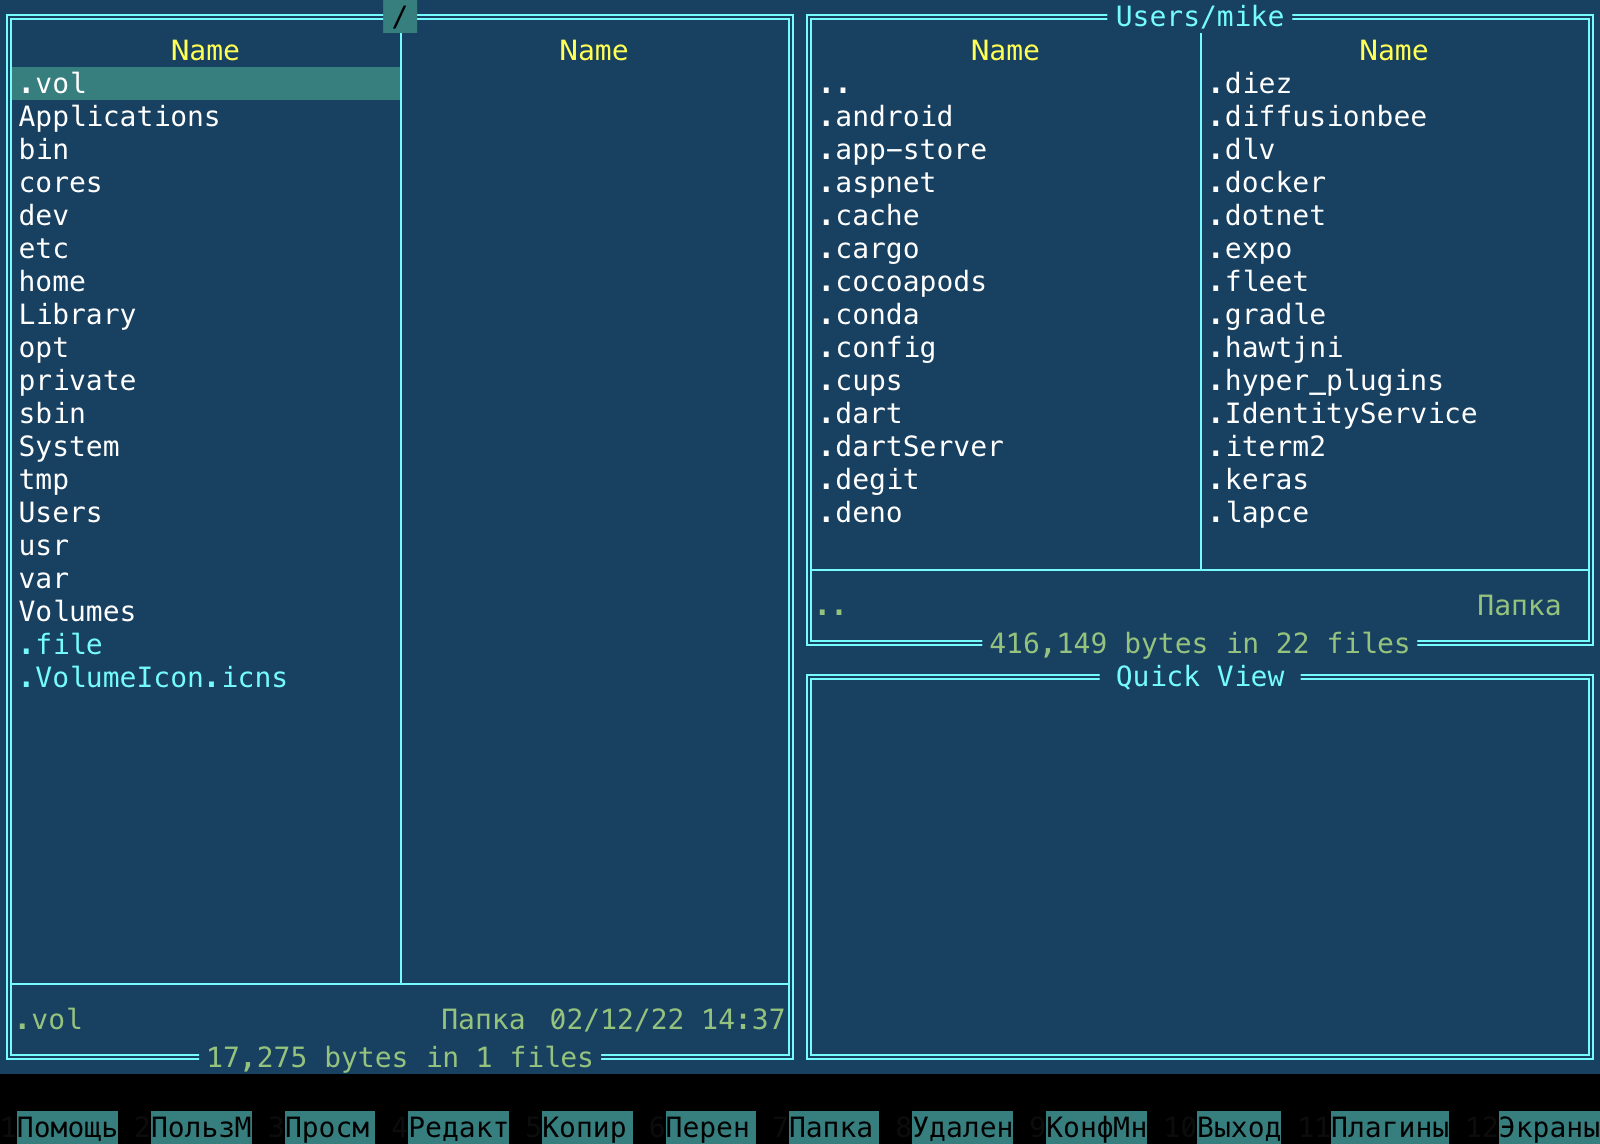 /
Name Name
.vol
Applications
bin
cores
dev
etc
home
Library
opt
private
sbin
System
tmp
Users
usr
var
Volumes
.file
.VolumeIcon.icns
.vol Папка 02/12/22 14:37
17,275 bytes in 1 files
Users/mike
Name Name
.. .diez
.android .diffusionbee
.app-store .dlv
.aspnet .docker
.cache .dotnet
.cargo .expo
.cocoapods .fleet
.conda .gradle
.config .hawtjni
.cups .hyper_plugins
.dart .IdentityService
.dartServer .iterm2
.degit .keras
.deno .lapce
.. Папка
416,149 bytes in 22 files
Quick View
1Помощь 2ПользМ 3Просм 4Редакт 5Копир 6Перен 7Папка 8Удален 9КонфМн 10Выход 11Плагины 12Экраны